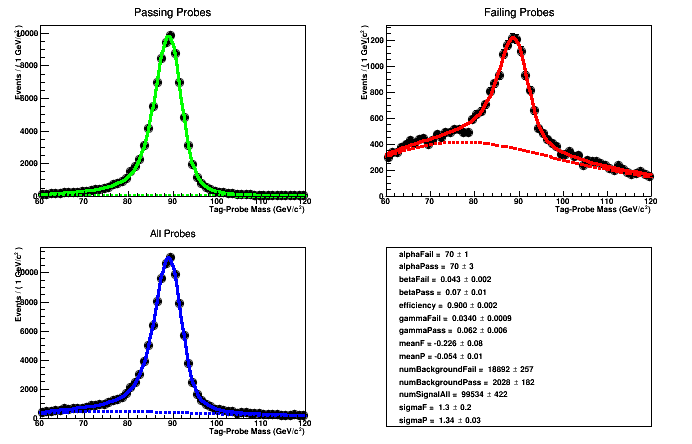 Passing Probes
Events / ( 1 GeV/c² )
10000
8000
6000
4000
2000
0
60 70 80 90 100 110 120
Tag-Probe Mass (GeV/c²)
Failing Probes
Events / ( 1 GeV/c² )
1200
1000
800
600
400
200
0
60 70 80 90 100 110 120
Tag-Probe Mass (GeV/c²)
All Probes
Events / ( 1 GeV/c² )
10000
8000
6000
4000
2000
0
60 70 80 90 100 110 120
Tag-Probe Mass (GeV/c²)
alphaFail = 70 ± 1
alphaPass = 70 ± 3
betaFail = 0.043 ± 0.002
betaPass = 0.07 ± 0.01
efficiency = 0.900 ± 0.002
gammaFail = 0.0340 ± 0.0009
gammaPass = 0.062 ± 0.006
meanF = -0.226 ± 0.08
meanP = -0.054 ± 0.01
numBackgroundFail = 18892 ± 257
numBackgroundPass = 2028 ± 182
numSignalAll = 99534 ± 422
sigmaF = 1.3 ± 0.2
sigmaP = 1.34 ± 0.03